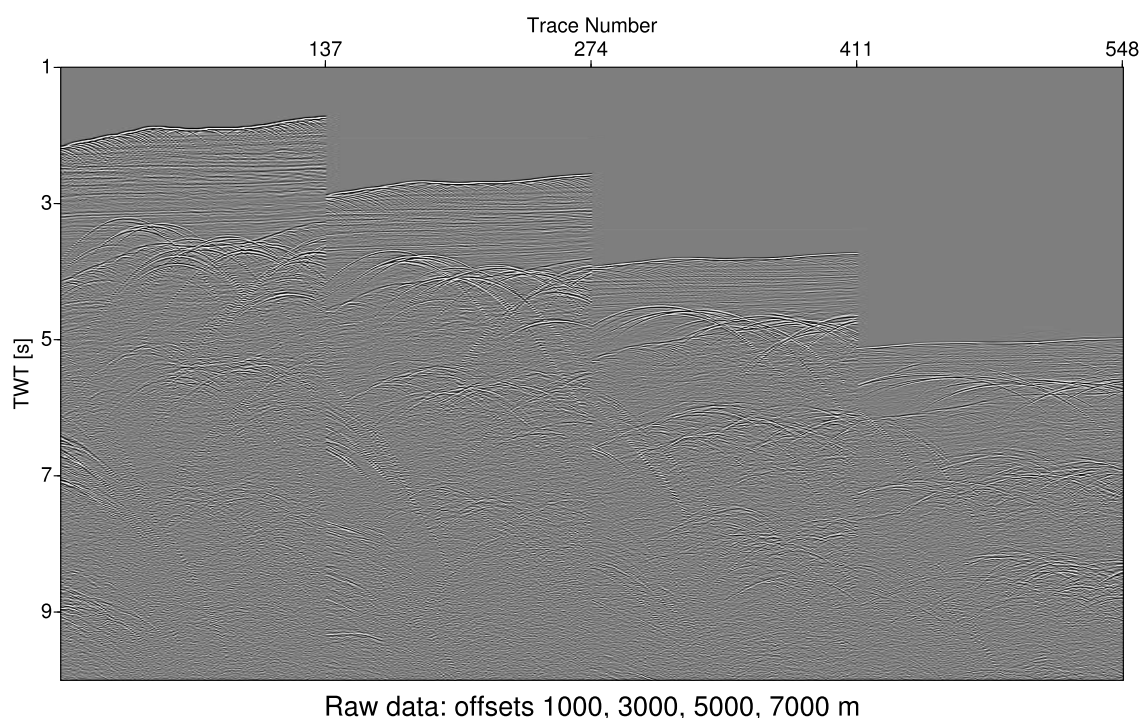 Trace Number
137 274 411 548
1
3
5
7
9
TWT [s]
Raw data: offsets 1000, 3000, 5000, 7000 m